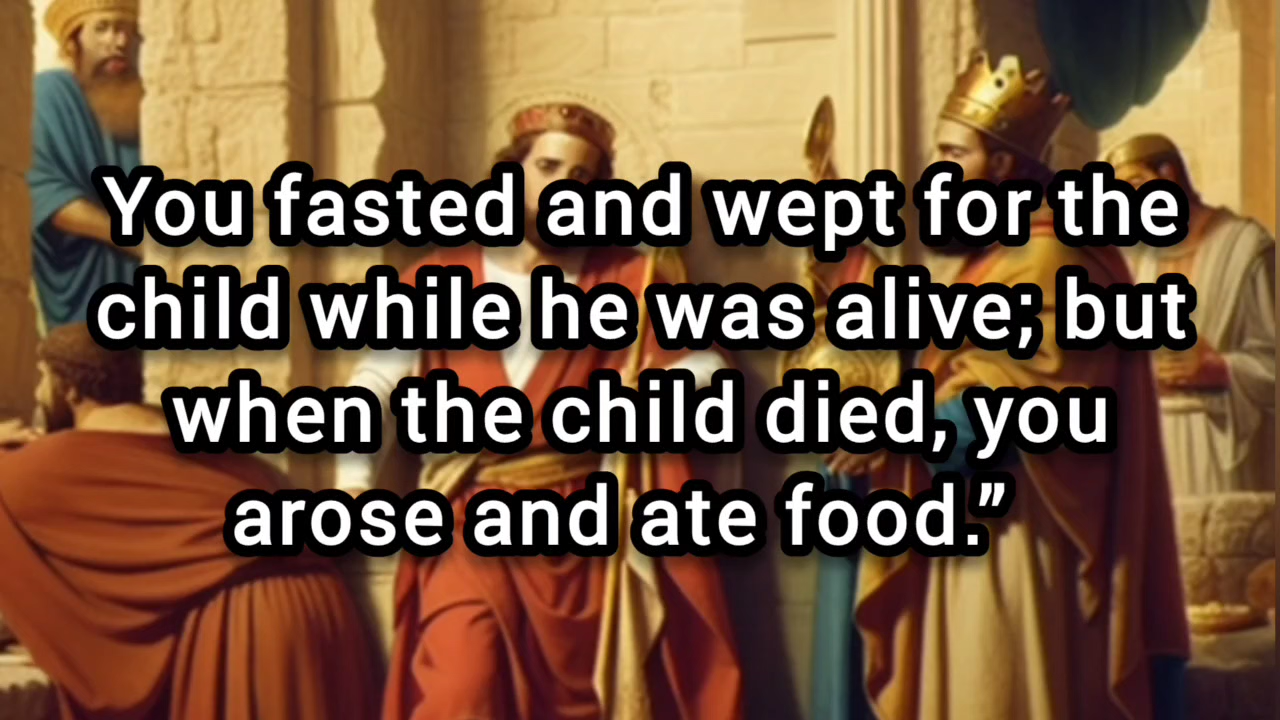 You fasted and wept for the
child while he was alive; but
when the child died, you
arose and ate food.”